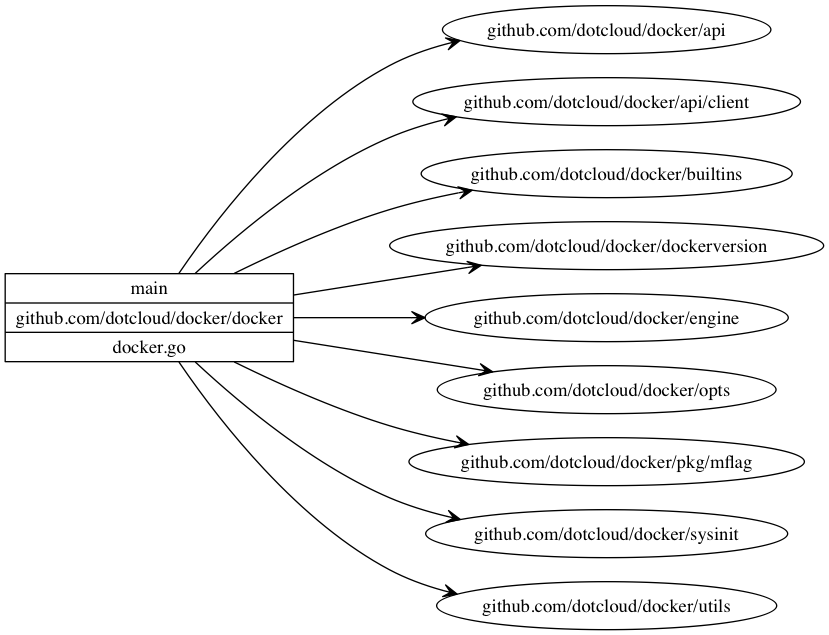 github.com/dotcloud/docker/api
github.com/dotcloud/docker/api/client
github.com/dotcloud/docker/builtins
github.com/dotcloud/docker/dockerversion
main
github.com/dotcloud/docker/docker
docker.go
github.com/dotcloud/docker/engine
github.com/dotcloud/docker/opts
github.com/dotcloud/docker/pkg/mflag
github.com/dotcloud/docker/sysinit
github.com/dotcloud/docker/utils